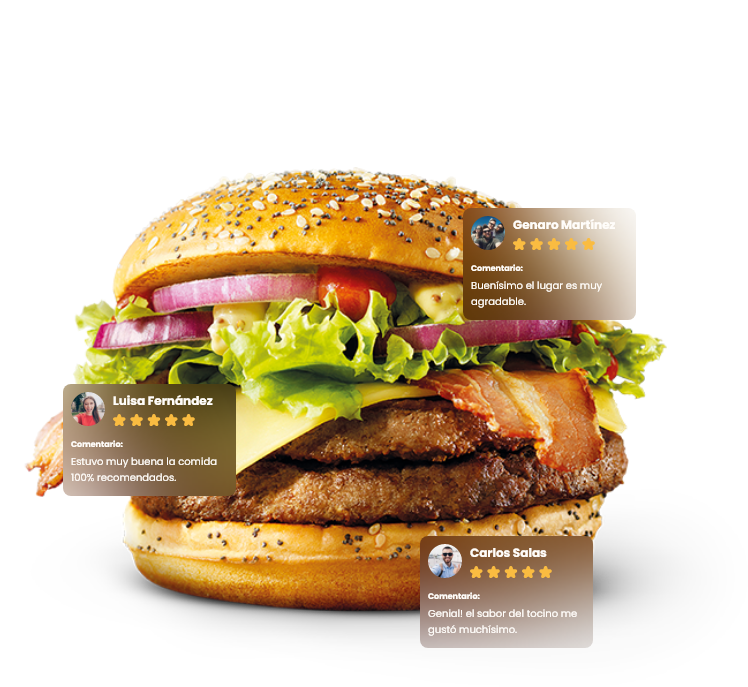 Genaro Martínez
Comentario:
Buenísimo el lugar es muy
agradable.
Luisa Fernández
Comentario:
Estuvo muy buena la comida
100% recomendados.
Carlos Salas
Comentario:
Genial! el sabor del tocino me
gustó muchísimo.